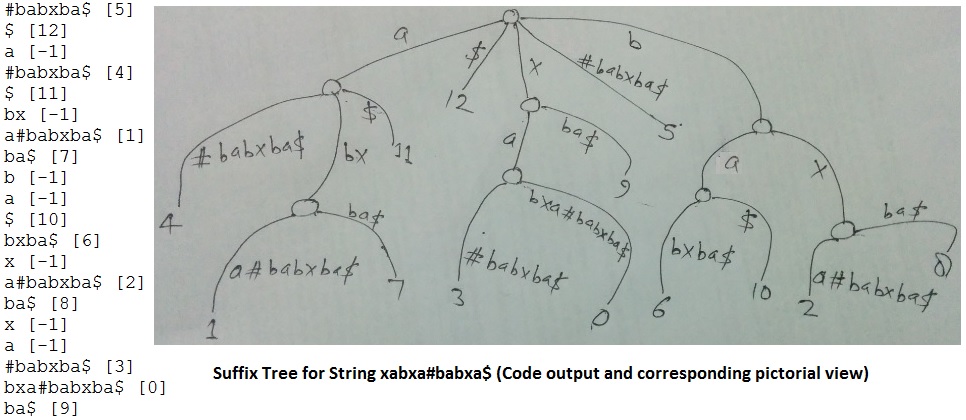 #babxba$ [5]
$ [12]
a [-1]
#babxba$ [4]
$ [11]
bx [-1]
a#babxba$ [1]
ba$ [7]
b [-1]
a [-1]
$ [10]
bxba$ [6]
x [-1]
a#babxba$ [2]
ba$ [8]
x [-1]
a [-1]
#babxba$ [3]
bxa#babxba$ [0]
ba$ [9]
a
$
x
#babxba$
b
12
5
#babxba$
bx
$
11
a
ba$
9
a
x
4
ba$
a#babxba$
1
7
bxa#babxba$
#babxba$
3
0
bxba$
$
6
10
ba$
a#babxba$
2
8
Suffix Tree for String xabxa#babxa$ (Code output and corresponding pictorial view)